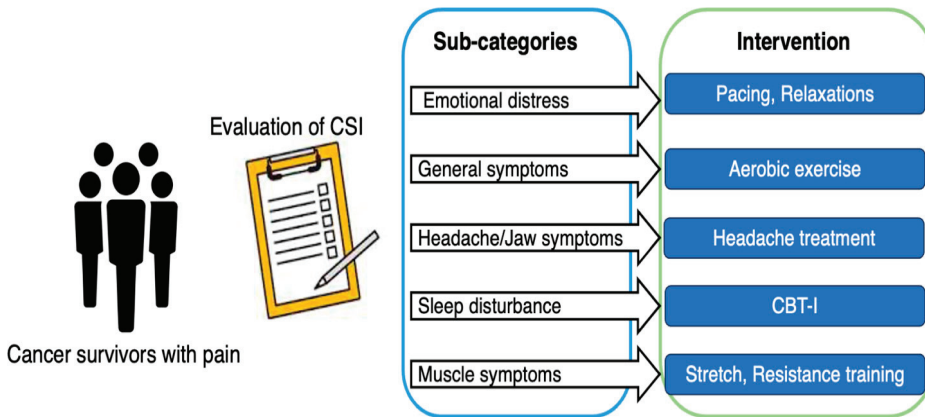 Sub-categories
Intervention
Emotional distress
Pacing, Relaxations
Evaluation of CSI
General symptoms
Aerobic exercise
Headache/Jaw symptoms
Headache treatment
Sleep disturbance
CBT-I
Cancer survivors with pain
Muscle symptoms
Stretch, Resistance training